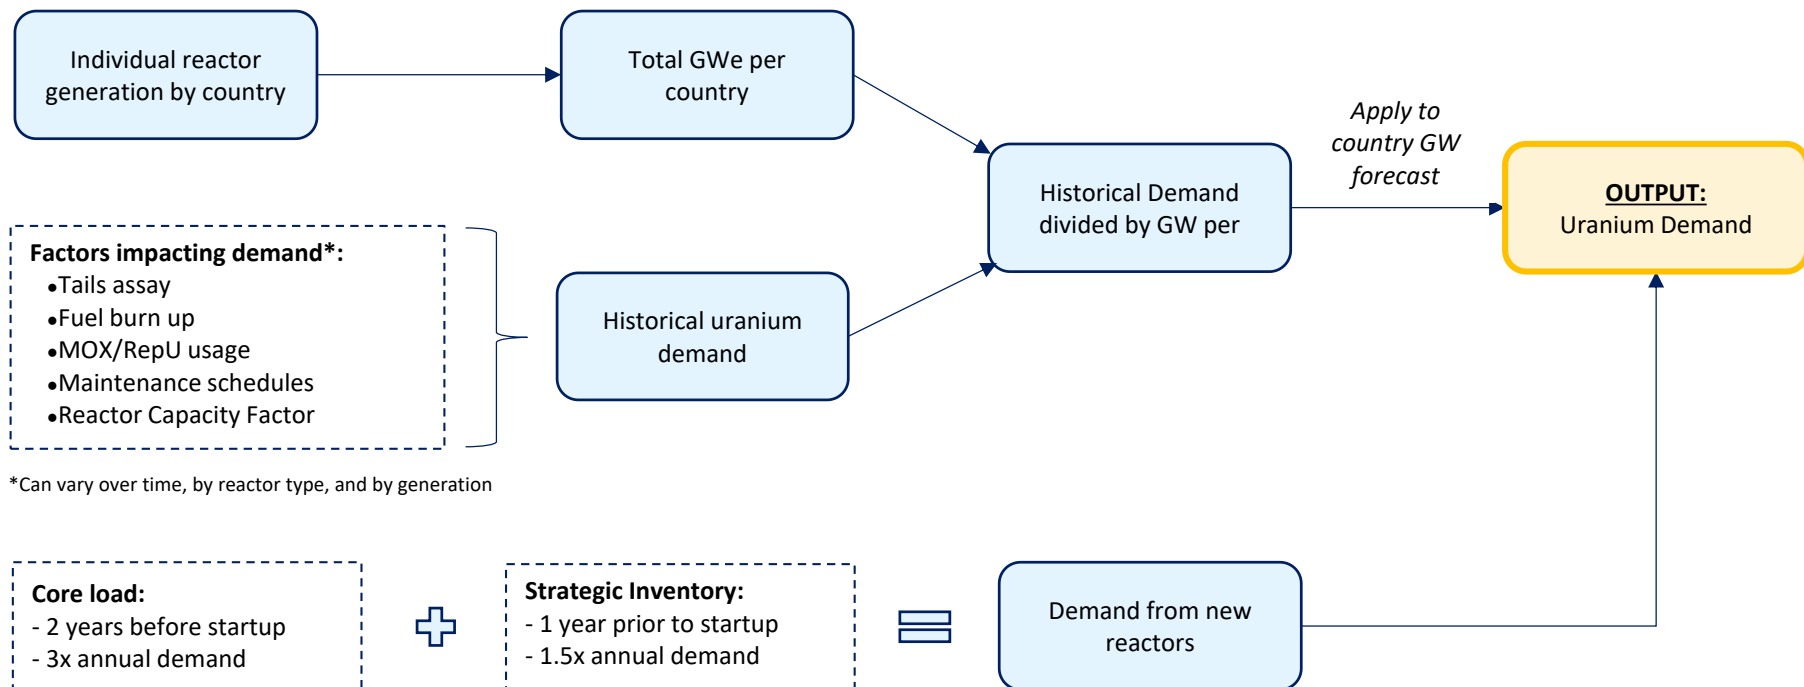 Individual reactor
generation by country
Total GWe per
country
Apply to
country GW
forecast
Historical Demand
divided by GW per
OUTPUT:
Uranium Demand
Factors impacting demand*:
•Tails assay
•Fuel burn up
•MOX/RepU usage
•Maintenance schedules
•Reactor Capacity Factor
Historical uranium
demand
*Can vary over time, by reactor type, and by generation
Core load:
- 2 years before startup
- 3x annual demand
Strategic Inventory:
- 1 year prior to startup
- 1.5x annual demand
Demand from new
reactors